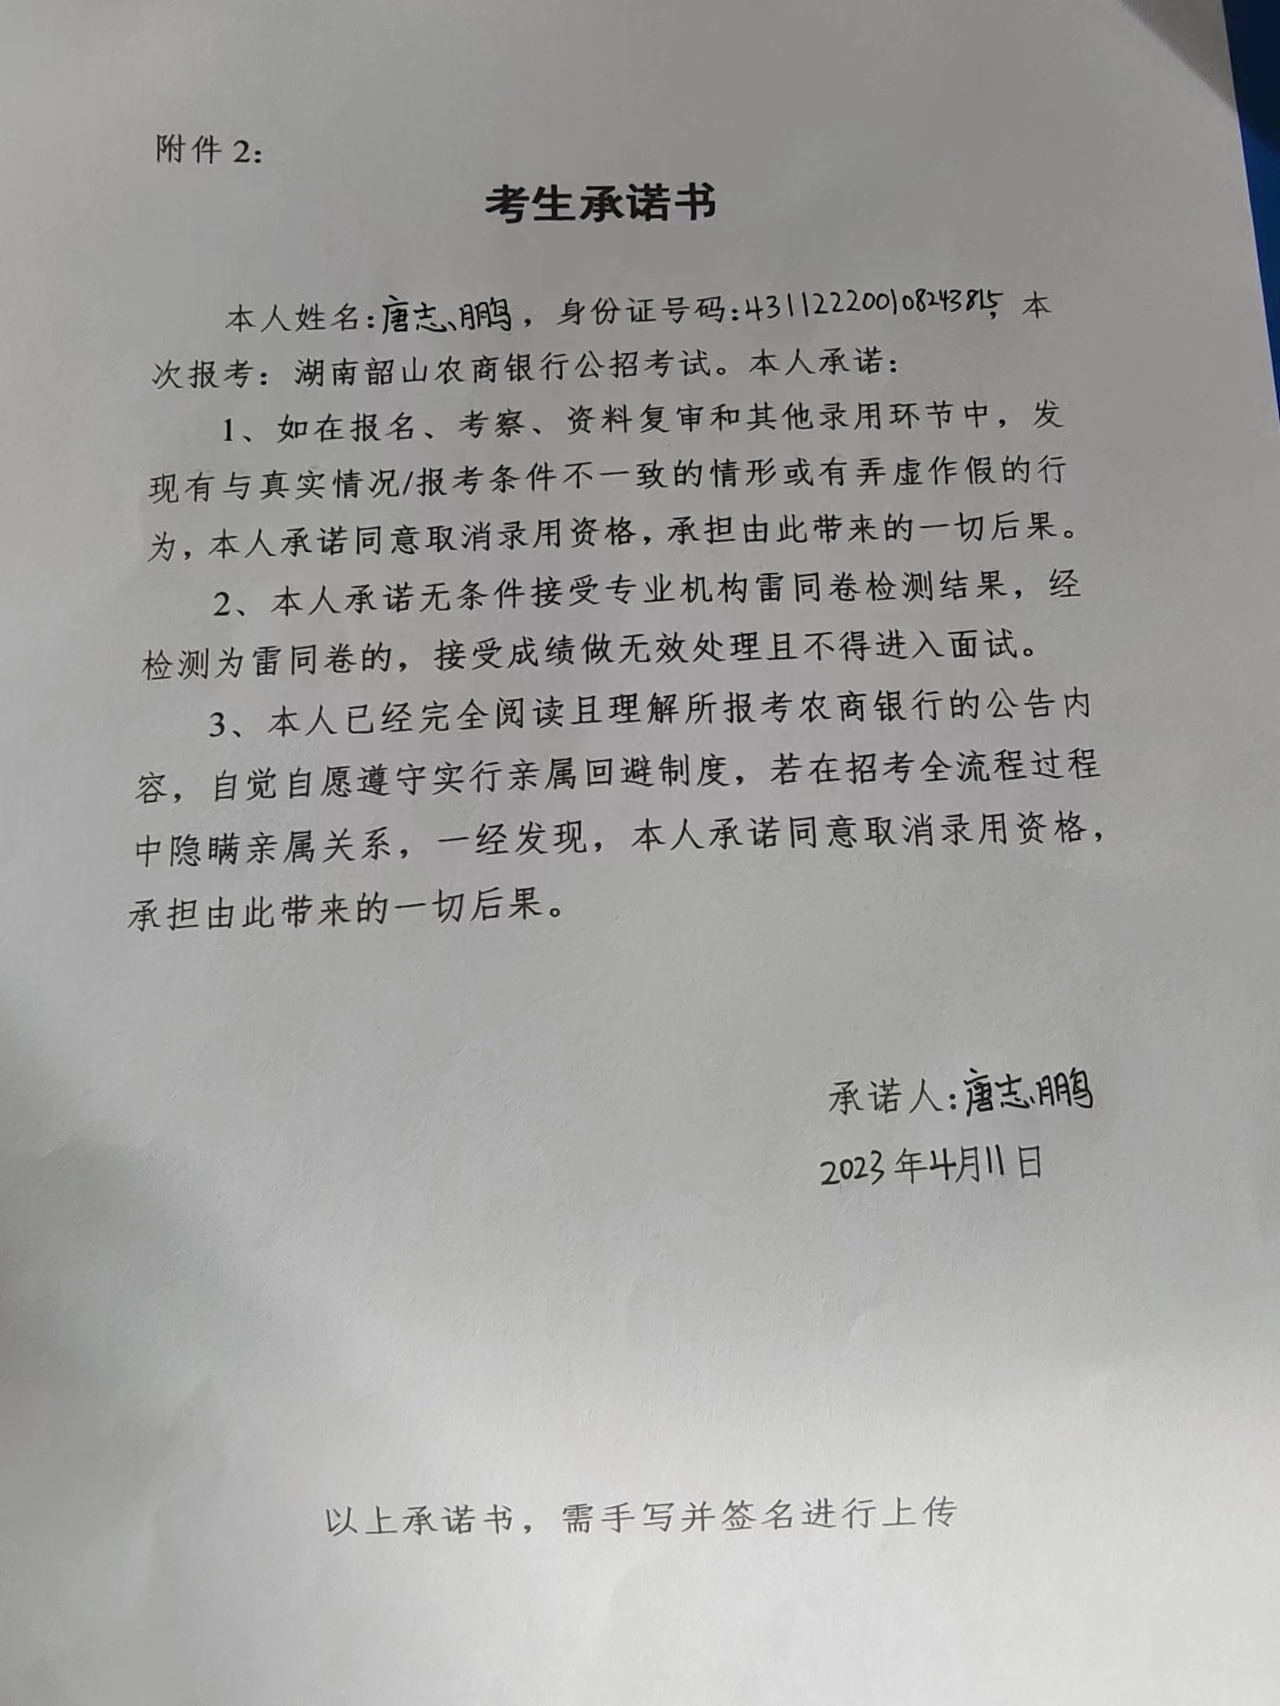 附件 2：
考生承诺书
本人姓名：唐志鹏，身份证号码：431122200108243815，本
次报考：湖南韶山农商银行公招考试。本人承诺：
1、如在报名、考察、资料复审和其他录用环节中，发
现有与真实情况/报考条件不一致的情形或有弄虚作假的行
为，本人承诺同意取消录用资格，承担由此带来的一切后果。
2、本人承诺无条件接受专业机构雷同卷检测结果，经
检测为雷同卷的，接受成绩做无效处理且不得进入面试。
3、本人已经完全阅读且理解所报考农商银行的公告内
容，自觉自愿遵守实行亲属回避制度，若在招考全流程过程
中隐瞒亲属关系，一经发现，本人承诺同意取消录用资格，
承担由此带来的一切后果。
承诺人：唐志鹏
2023年4月11日
以上承诺书，需手写并签名进行上传